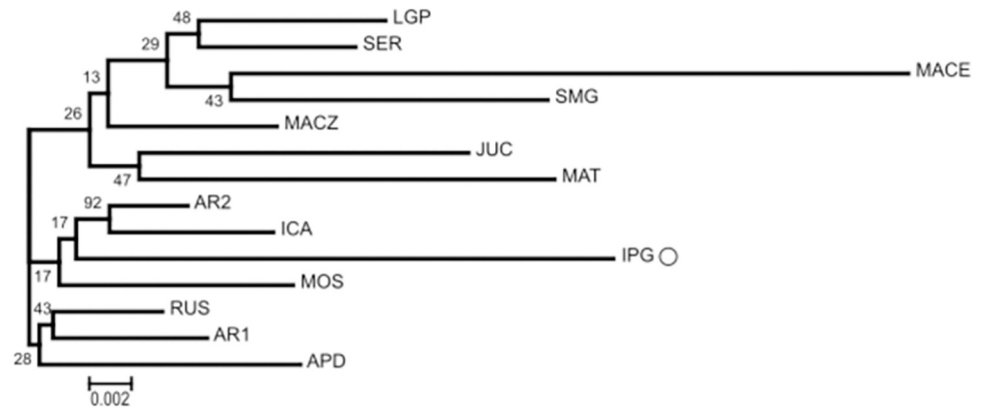 48 LGP
29 SER
MACE
13
43 SMG
26 MACZ
JUC
47 MAT
92 AR2
17 ICA
IPG
17 MOS
43 RUS
AR1
28 APD
0.002